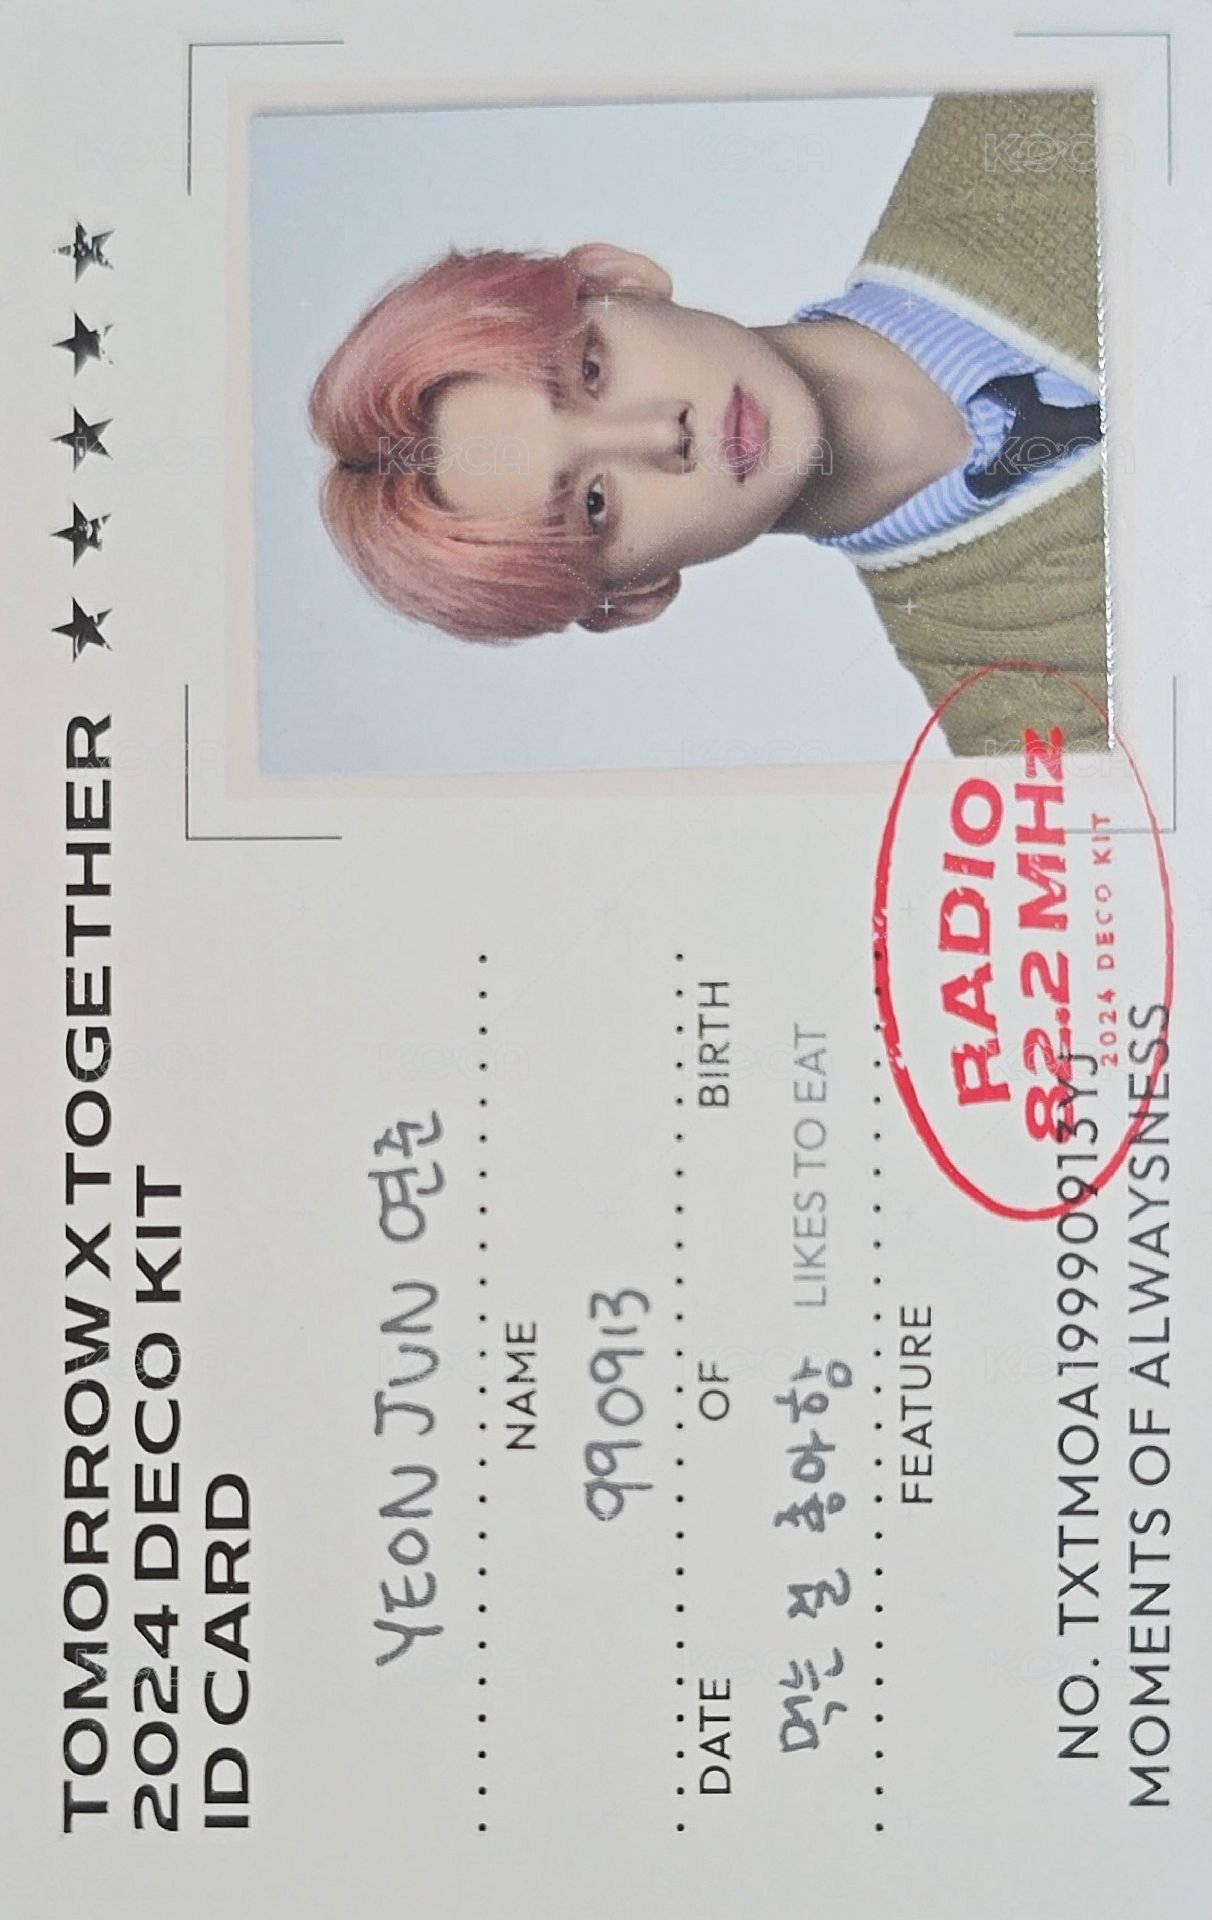 TOMORROW X TOGETHER ★★★★★
2024 DECO KIT
ID CARD
YEON JUN 연준
NAME
990913
DATE OF BIRTH
먹는 걸 좋아함 LIKES TO EAT
FEATURE
RADIO
82.2 MHz
2024 DECO KIT
NO. TXTMOA19990913YJ
MOMENTS OF ALWAYSNESS
KOCA